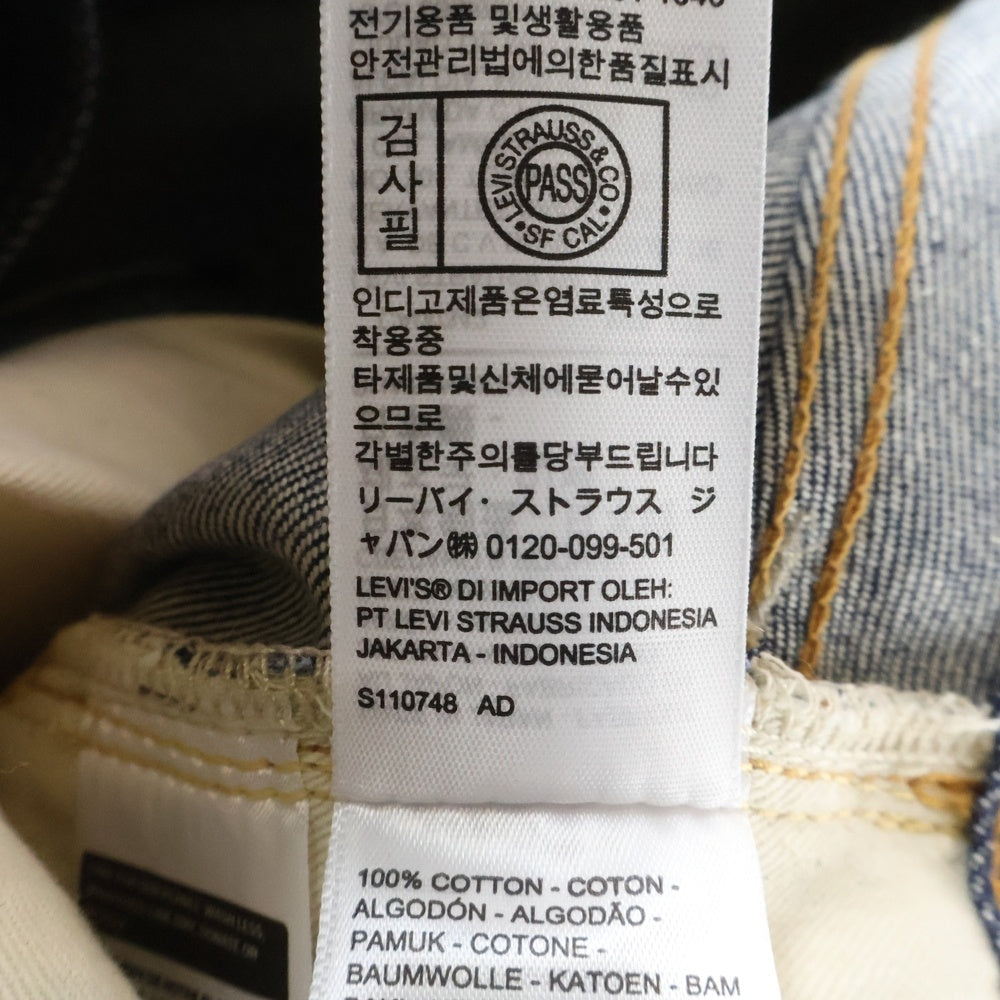 전기용품 및생활용품
안전관리법에의한품질표시
검사필
LEVI STRAUSS & CO
PASS
SF CAL
인디고제품은염료특성으로
착용중
타제품및신체에묻어날수있
으므로
각별한주의를당부드립니다
リーバイ· ストラウス ジ
ャパン㈱ 0120-099-501
LEVI'S® DI IMPORT OLEH:
PT LEVI STRAUSS INDONESIA
JAKARTA - INDONESIA
S110748 AD
100% COTTON - COTON -
ALGODÓN - ALGODÃO -
PAMUK - COTONE -
BAUMWOLLE - KATOEN - BAM